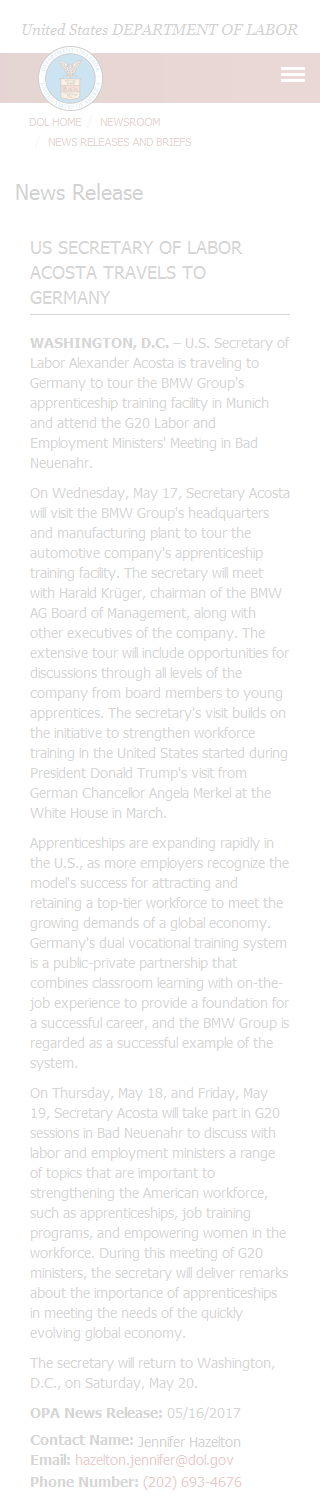 United States DEPARTMENT OF LABOR
DOL HOME / NEWSROOM
/ NEWS RELEASES AND BRIEFS
News Release
US SECRETARY OF LABOR
ACOSTA TRAVELS TO
GERMANY
WASHINGTON, D.C. – U.S. Secretary of
Labor Alexander Acosta is traveling to
Germany to tour the BMW Group's
apprenticeship training facility in Munich
and attend the G20 Labor and
Employment Ministers' Meeting in Bad
Neuenahr.
On Wednesday, May 17, Secretary Acosta
will visit the BMW Group's headquarters
and manufacturing plant to tour the
automotive company's apprenticeship
training facility. The secretary will meet
with Harald Krüger, chairman of the BMW
AG Board of Management, along with
other executives of the company. The
extensive tour will include opportunities for
discussions through all levels of the
company from board members to young
apprentices. The secretary's visit builds on
the initiative to strengthen workforce
training in the United States started during
President Donald Trump's visit from
German Chancellor Angela Merkel at the
White House in March.
Apprenticeships are expanding rapidly in
the U.S., as more employers recognize the
model's success for attracting and
retaining a top-tier workforce to meet the
growing demands of a global economy.
Germany's dual vocational training system
is a public-private partnership that
combines classroom learning with on-the-
job experience to provide a foundation for
a successful career, and the BMW Group is
regarded as a successful example of the
system.
On Thursday, May 18, and Friday, May
19, Secretary Acosta will take part in G20
sessions in Bad Neuenahr to discuss with
labor and employment ministers a range
of topics that are important to
strengthening the American workforce,
such as apprenticeships, job training
programs, and empowering women in the
workforce. During this meeting of G20
ministers, the secretary will deliver remarks
about the importance of apprenticeships
in meeting the needs of the quickly
evolving global economy.
The secretary will return to Washington,
D.C., on Saturday, May 20.
OPA News Release: 05/16/2017
Contact Name: Jennifer Hazelton
Email: hazelton.jennifer@dol.gov
Phone Number: (202) 693-4676